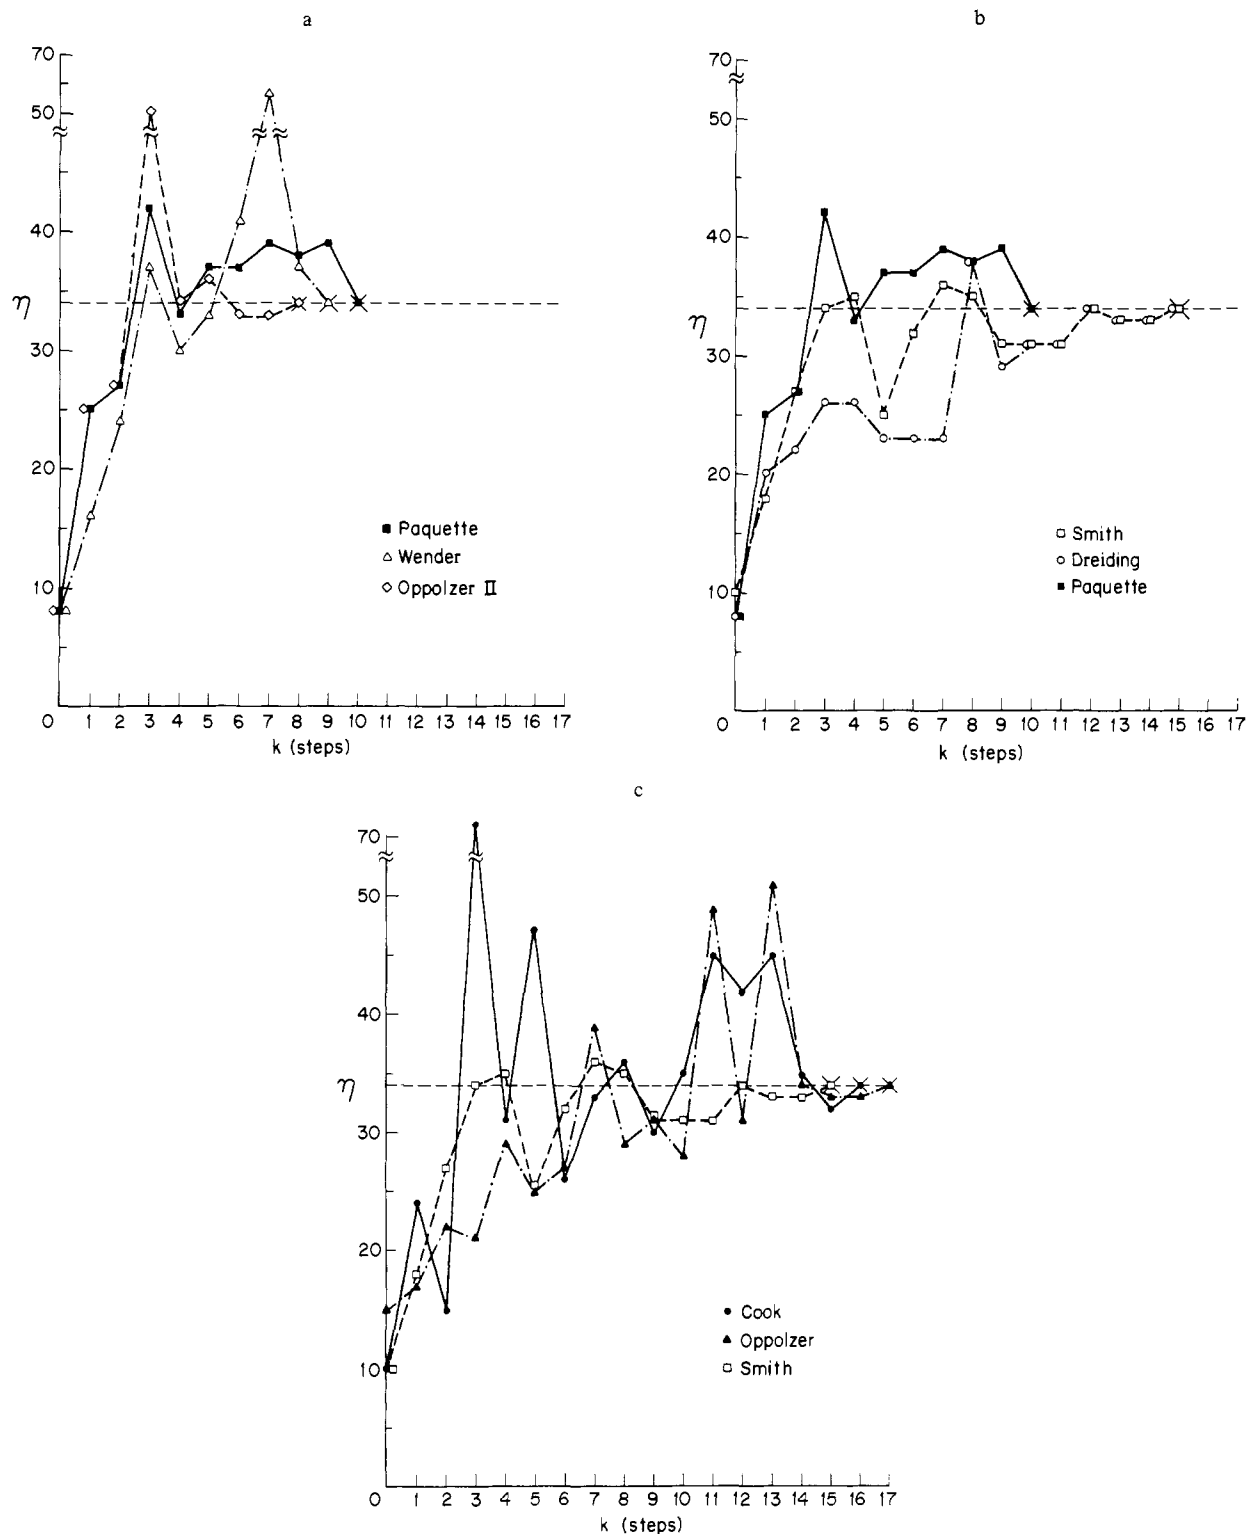 a
70
50
40
η
30
20
10
■ Paquette
△ Wender
◇ Oppolzer II
0 1 2 3 4 5 6 7 8 9 10 11 12 13 14 15 16 17
k (steps)
b
70
50
40
η
30
20
10
□ Smith
○ Dreiding
■ Paquette
0 1 2 3 4 5 6 7 8 9 10 11 12 13 14 15 16 17
k (steps)
c
70
50
40
η
30
20
10
● Cook
▲ Oppolzer
□ Smith
0 1 2 3 4 5 6 7 8 9 10 11 12 13 14 15 16 17
k (steps)